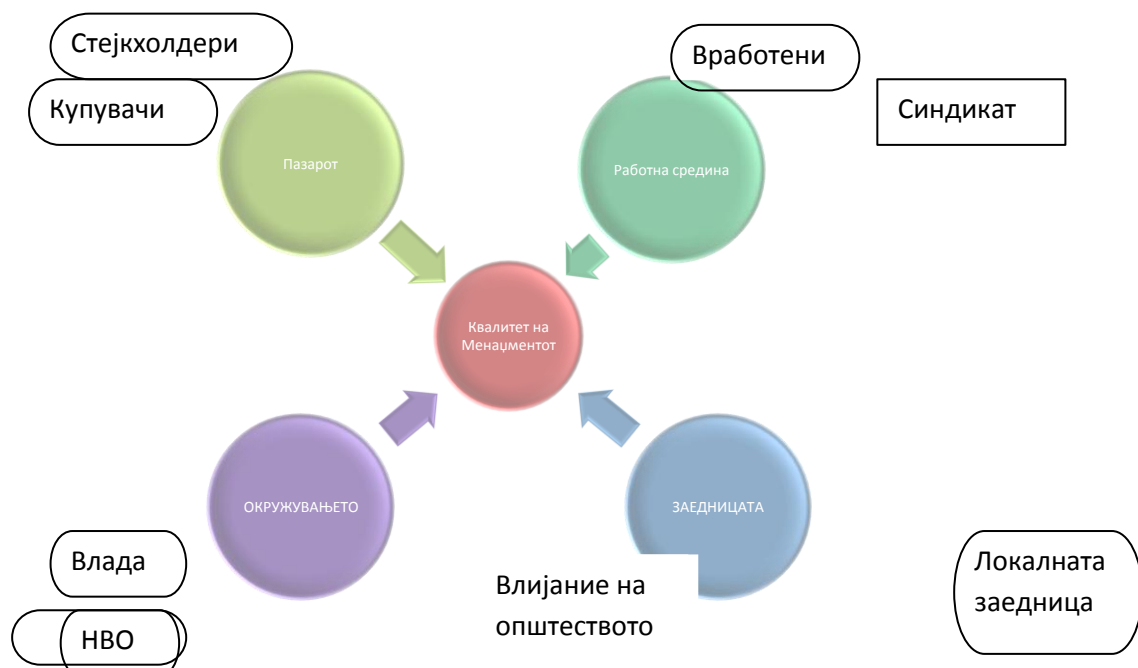 Стејкхолдери
Вработени
Купувачи
Синдикат
Пазарот
Работна средина
Квалитет на
Менаџментот
ОКРУЖУВАЊЕТО
ЗАЕДНИЦАТА
Влада
Влијание на
општеството
Локалната
заедница
НВО